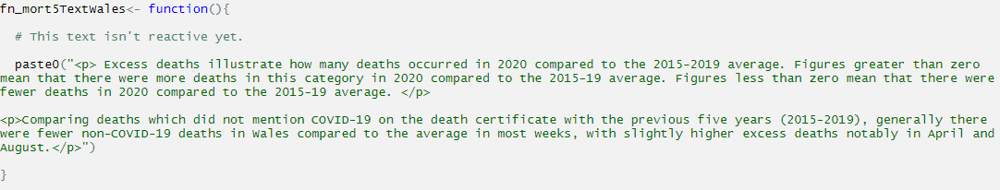 fn_mort5TextWales<- function(){
# This text isn't reactive yet.
paste0("<p> Excess deaths illustrate how many deaths occurred in 2020 compared to the 2015-2019 average. Figures greater than zero
mean that there were more deaths in this category in 2020 compared to the 2015-19 average. Figures less than zero mean that there were
fewer deaths in 2020 compared to the 2015-19 average. </p>
<p>Comparing deaths which did not mention COVID-19 on the death certificate with the previous five years (2015-2019), generally there
were fewer non-COVID-19 deaths in Wales compared to the average in most weeks, with slightly higher excess deaths notably in April and
August.</p>")
}